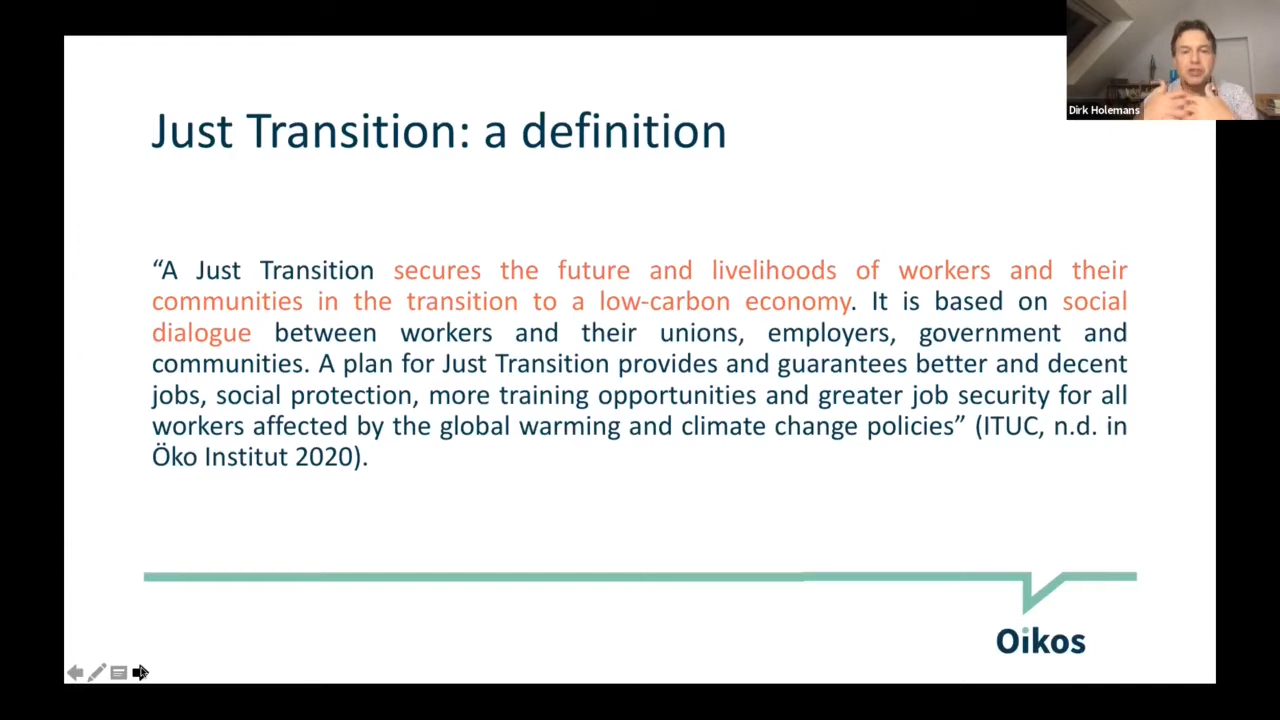 Dirk Holemans
Just Transition: a definition
“A Just Transition secures the future and livelihoods of workers and their
communities in the transition to a low-carbon economy. It is based on social
dialogue between workers and their unions, employers, government and
communities. A plan for Just Transition provides and guarantees better and decent
jobs, social protection, more training opportunities and greater job security for all
workers affected by the global warming and climate change policies” (ITUC, n.d. in
Öko Institut 2020).
Oikos